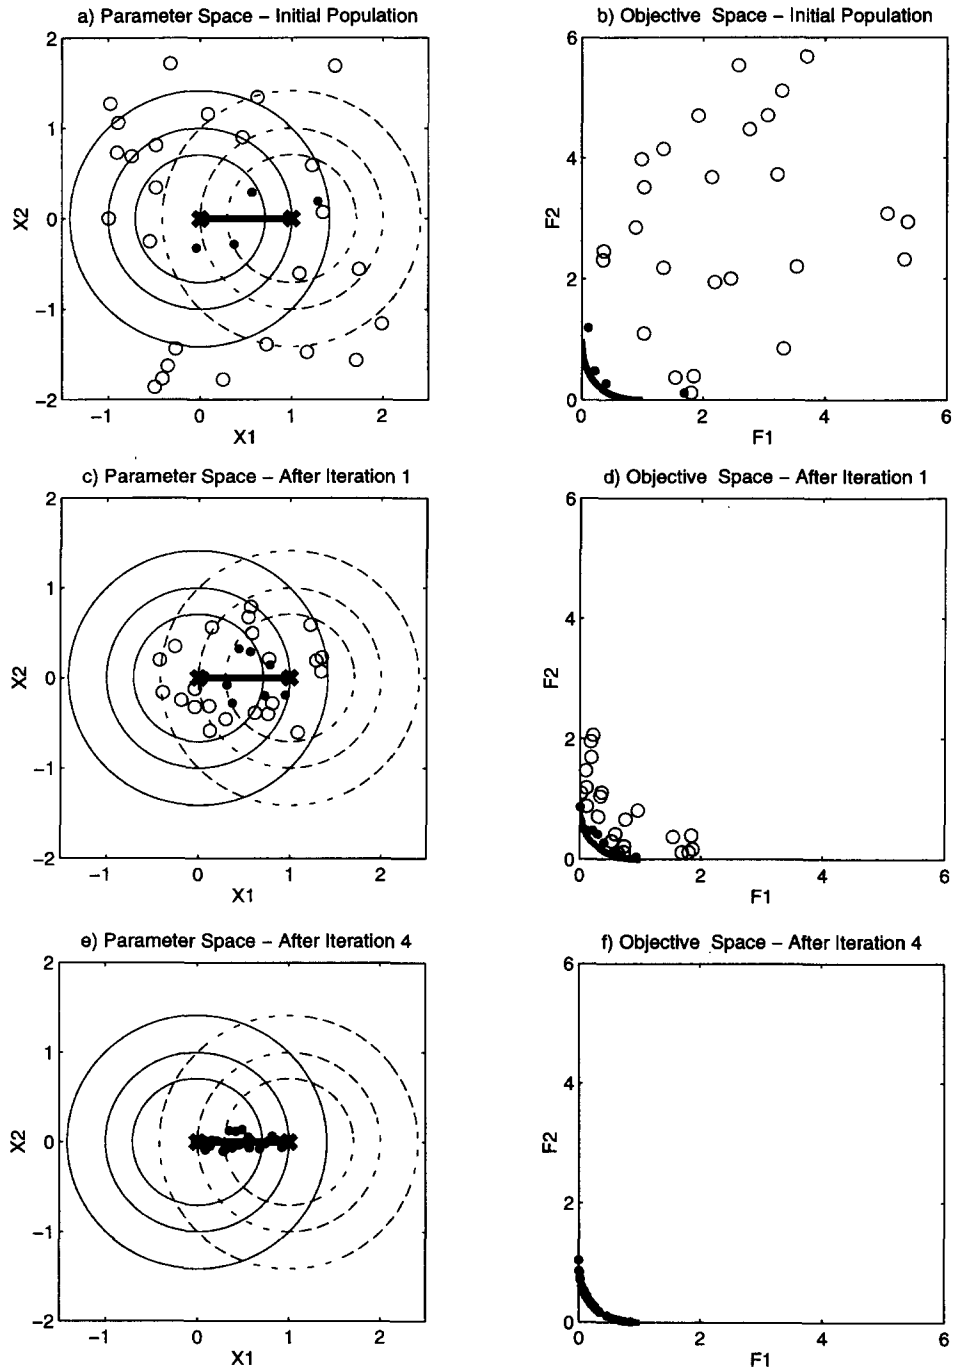 a) Parameter Space – Initial Population
2
1
0
−1
−2
X2
−1
0
1
2
X1
b) Objective Space – Initial Population
6
4
2
0
F2
0
2
4
6
F1
c) Parameter Space – After Iteration 1
2
1
0
−1
−2
X2
−1
0
1
2
X1
d) Objective Space – After Iteration 1
6
4
2
0
F2
0
2
4
6
F1
e) Parameter Space – After Iteration 4
2
1
0
−1
−2
X2
−1
0
1
2
X1
f) Objective Space – After Iteration 4
6
4
2
0
F2
0
2
4
6
F1